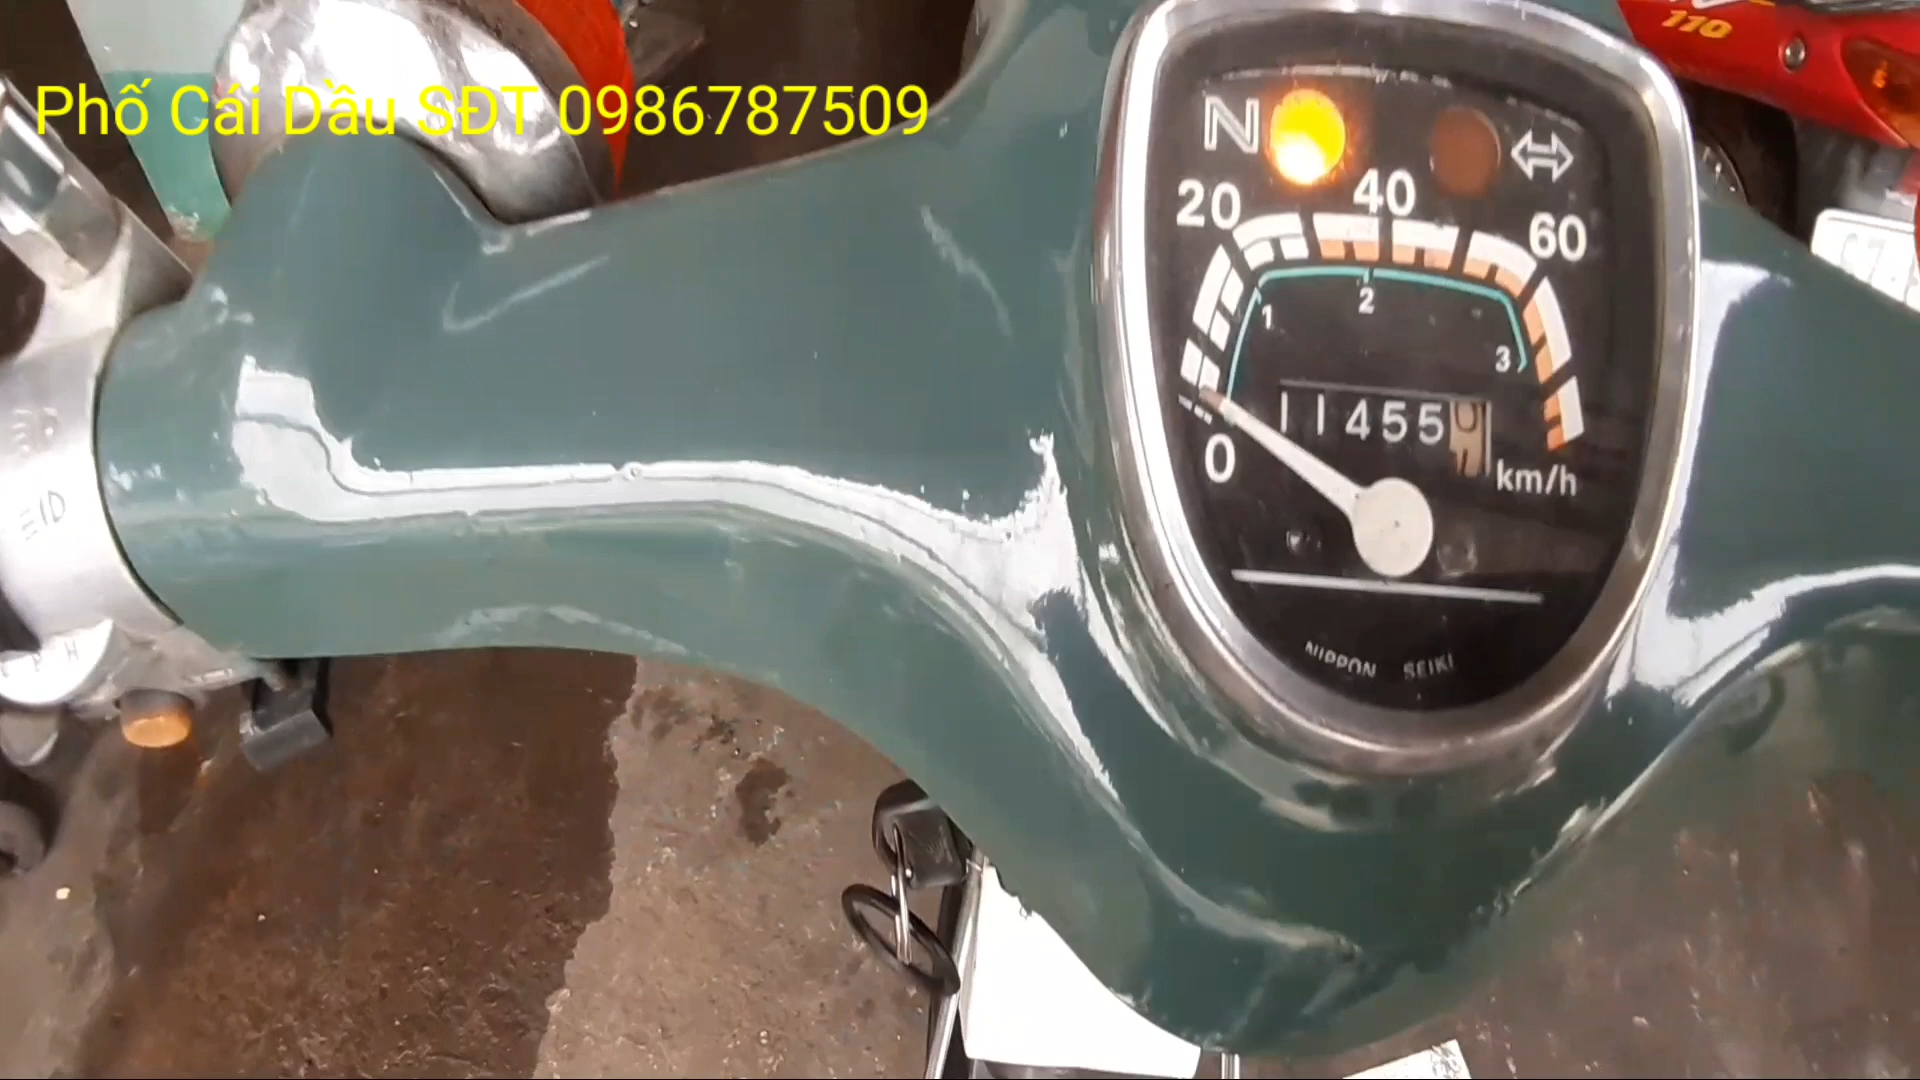 Phố Cái Dầu SĐT 0986787509
110
N
20 40 60
1 2 3
11455
0
km/h
NIPPON SEIKI
P H